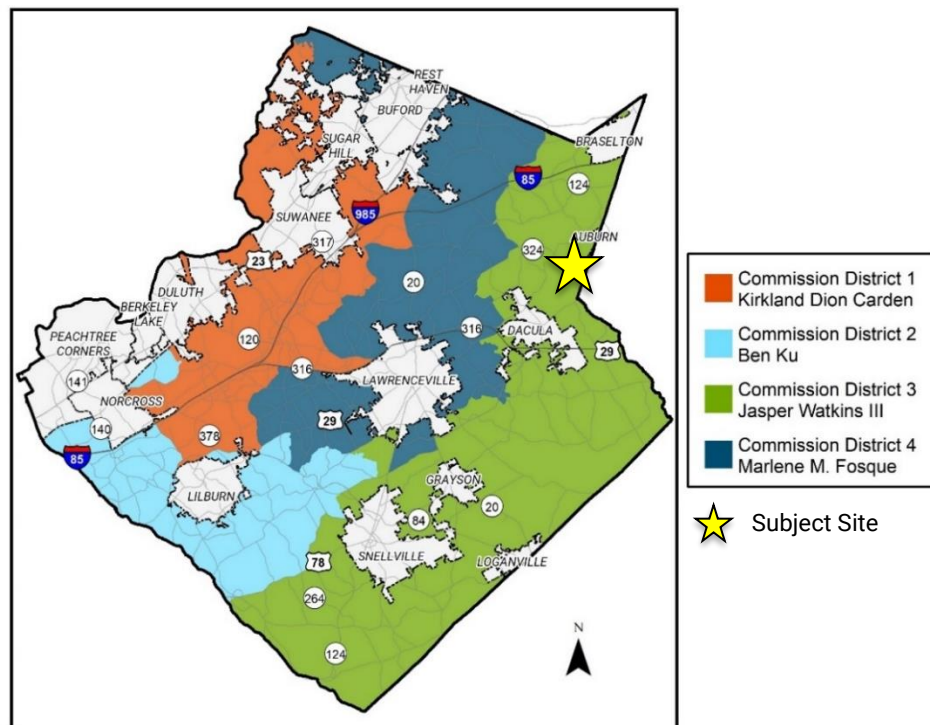 REST
HAVEN
BUFORD
BRASELTON
SUGAR
HILL
85
124
SUWANEE
985
317
AUBURN
324
23
DULUTH
20
BERKELEY
LAKE
PEACHTREE
CORNERS
120
316
DACULA
29
141
316
LAWRENCEVILLE
NORCROSS
29
140
378
85
LILBURN
GRAYSON
20
84
SNELLVILLE
78
LOGANVILLE
264
124
N
Commission District 1
Kirkland Dion Carden
Commission District 2
Ben Ku
Commission District 3
Jasper Watkins III
Commission District 4
Marlene M. Fosque
Subject Site